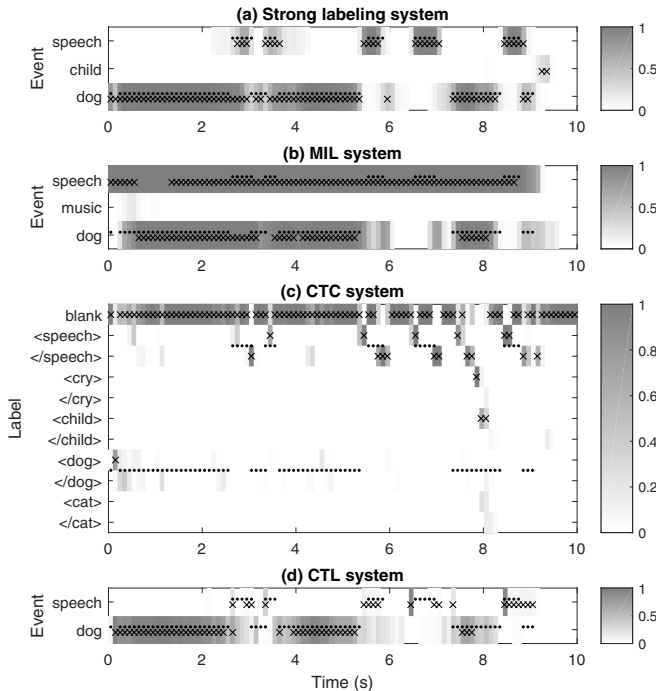 (a) Strong labeling system
Event
speech
child
dog
0 2 4 6 8 10
1
0.5
0
(b) MIL system
Event
speech
music
dog
0 2 4 6 8 10
1
0.5
0
(c) CTC system
Label
blank
<speech>
</speech>
<cry>
</cry>
<child>
</child>
<dog>
</dog>
<cat>
</cat>
0 2 4 6 8 10
1
0.8
0.6
0.4
0.2
0
(d) CTL system
Event
speech
dog
0 2 4 6 8 10
1
0.5
0
Time (s)